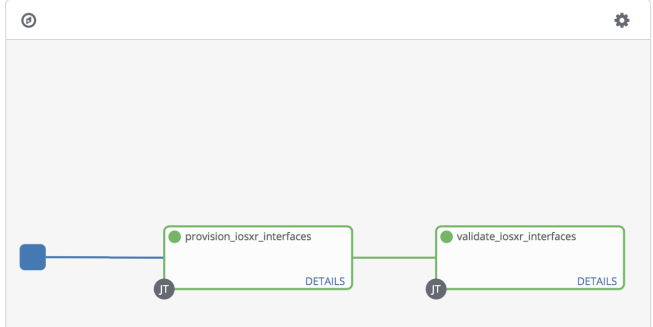 provision_iosxr_interfaces
DETAILS
JT
validate_iosxr_interfaces
DETAILS
JT